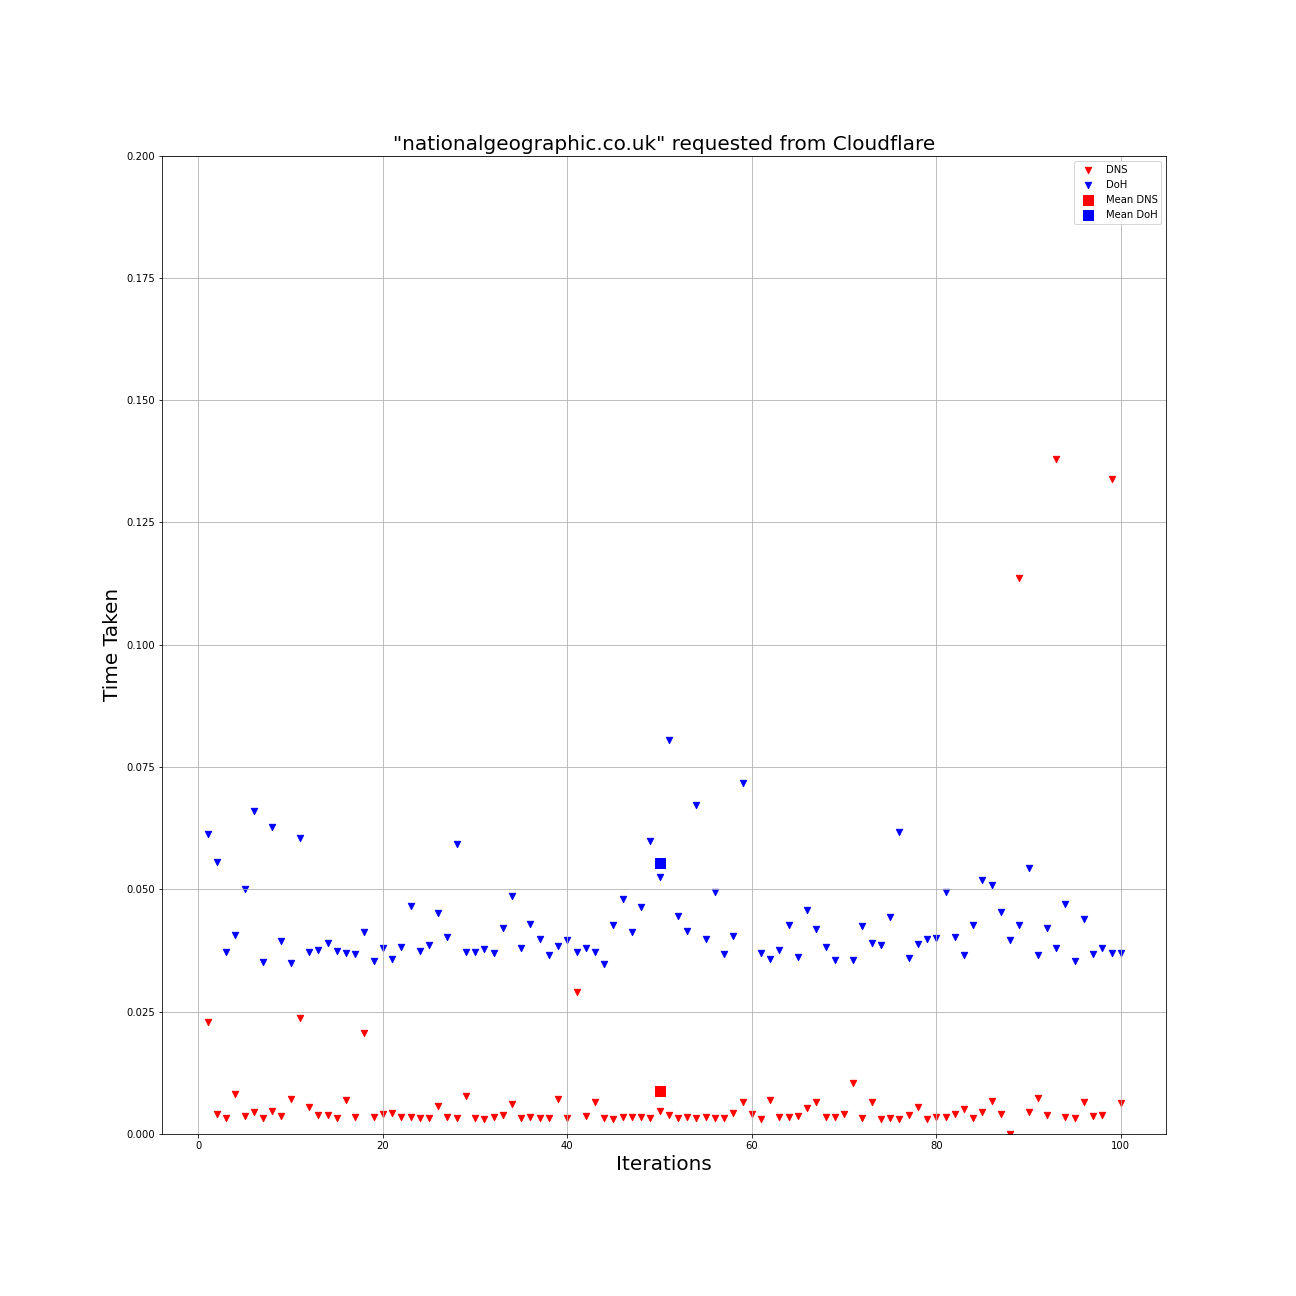 "nationalgeographic.co.uk" requested from Cloudflare
DNS
DoH
Mean DNS
Mean DoH
0.200
0.175
0.150
0.125
0.100
0.075
0.050
0.025
0.000
Time Taken
0 20 40 60 80 100
Iterations